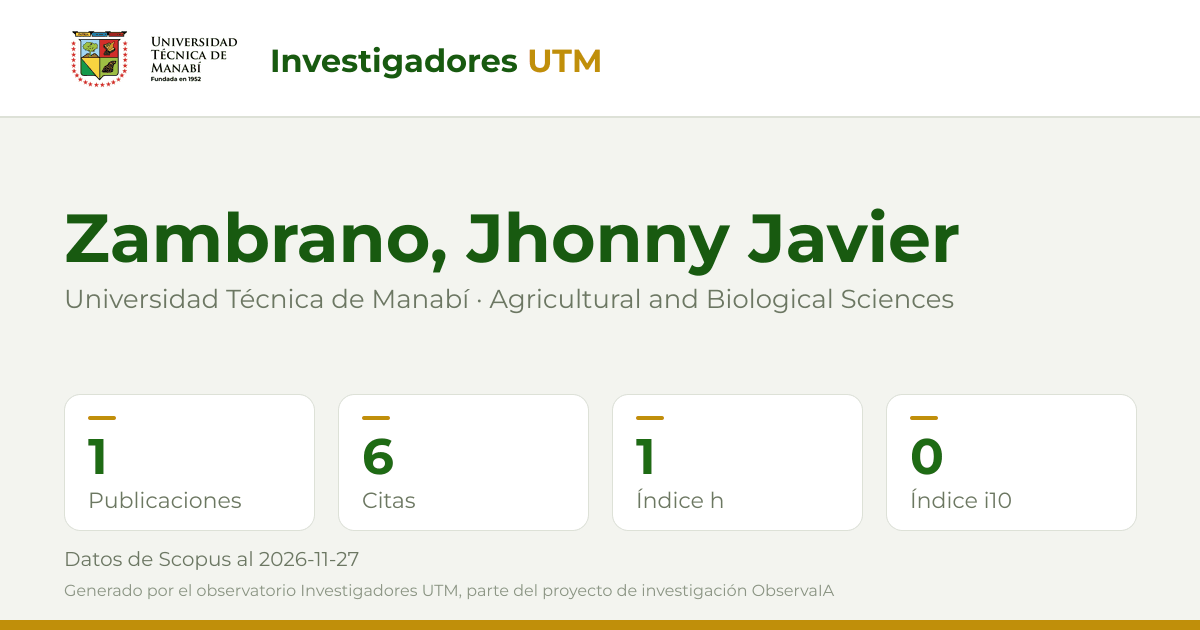 UNIVERSIDAD
TÉCNICA DE
MANABÍ
Fundada en 1952
Investigadores UTM
Zambrano, Jhonny Javier
Universidad Técnica de Manabí · Agricultural and Biological Sciences
1
Publicaciones
6
Citas
1
Índice h
0
Índice i10
Datos de Scopus al 2026-11-27
Generado por el observatorio Investigadores UTM, parte del proyecto de investigación ObservaIA